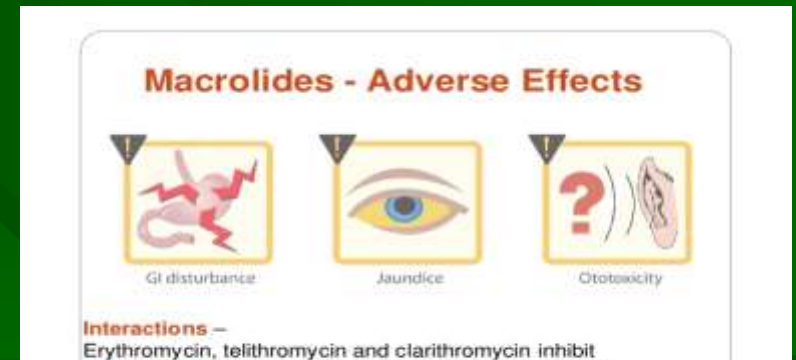 Macrolides - Adverse Effects
GI disturbance Jaundice Ototoxicity
Interactions –
Erythromycin, telithromycin and clarithromycin inhibit